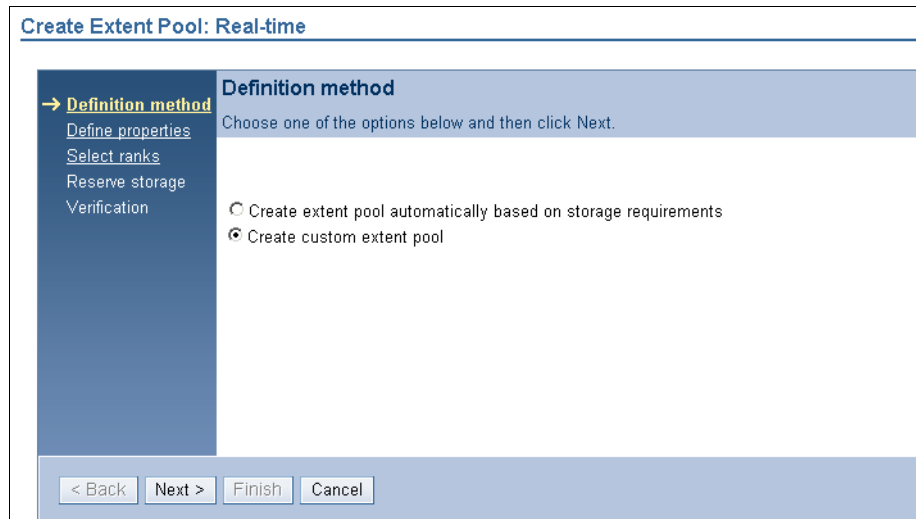 Create Extent Pool: Real-time
Definition method
Define properties
Select ranks
Reserve storage
Verification
Definition method
Choose one of the options below and then click Next.
Create extent pool automatically based on storage requirements
Create custom extent pool
< Back
Next >
Finish
Cancel